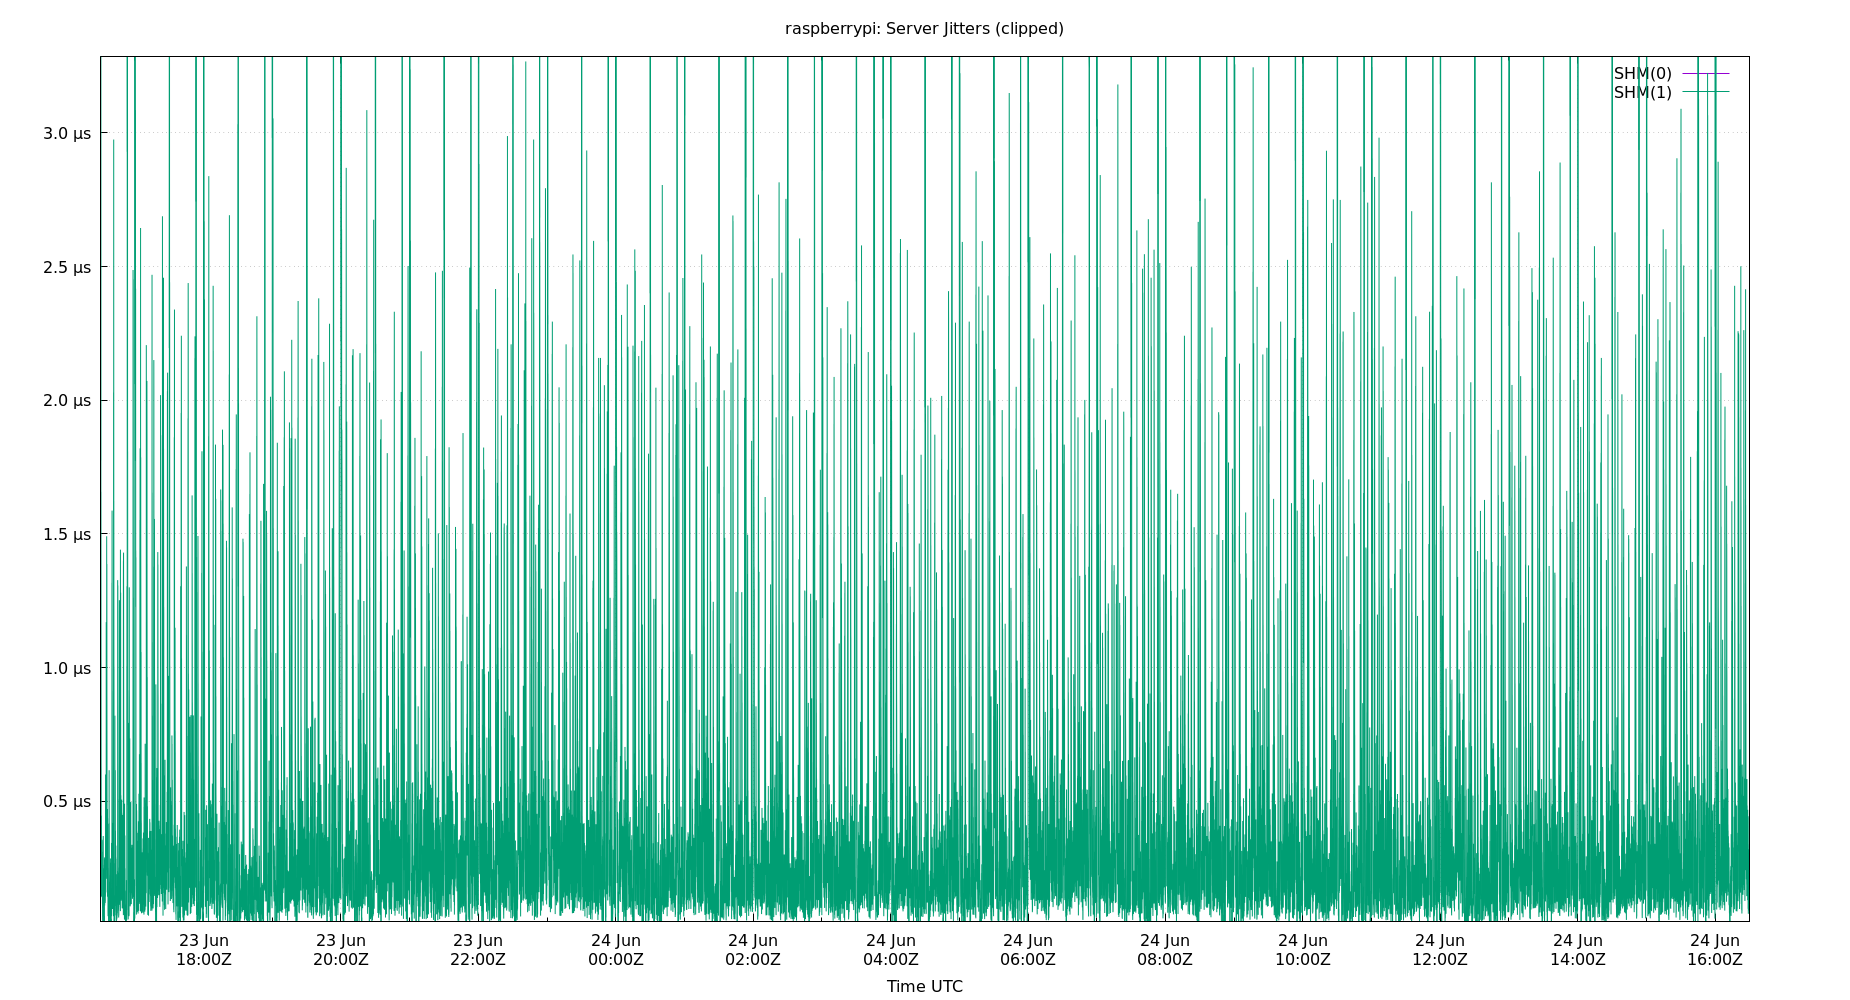 raspberrypi: Server Jitters (clipped)
SHM(0)
SHM(1)
3.0 µs
2.5 µs
2.0 µs
1.5 µs
1.0 µs
0.5 µs
23 Jun 23 Jun 23 Jun 24 Jun 24 Jun 24 Jun 24 Jun 24 Jun 24 Jun 24 Jun 24 Jun 24 Jun
18:00Z 20:00Z 22:00Z 00:00Z 02:00Z 04:00Z 06:00Z 08:00Z 10:00Z 12:00Z 14:00Z 16:00Z
Time UTC